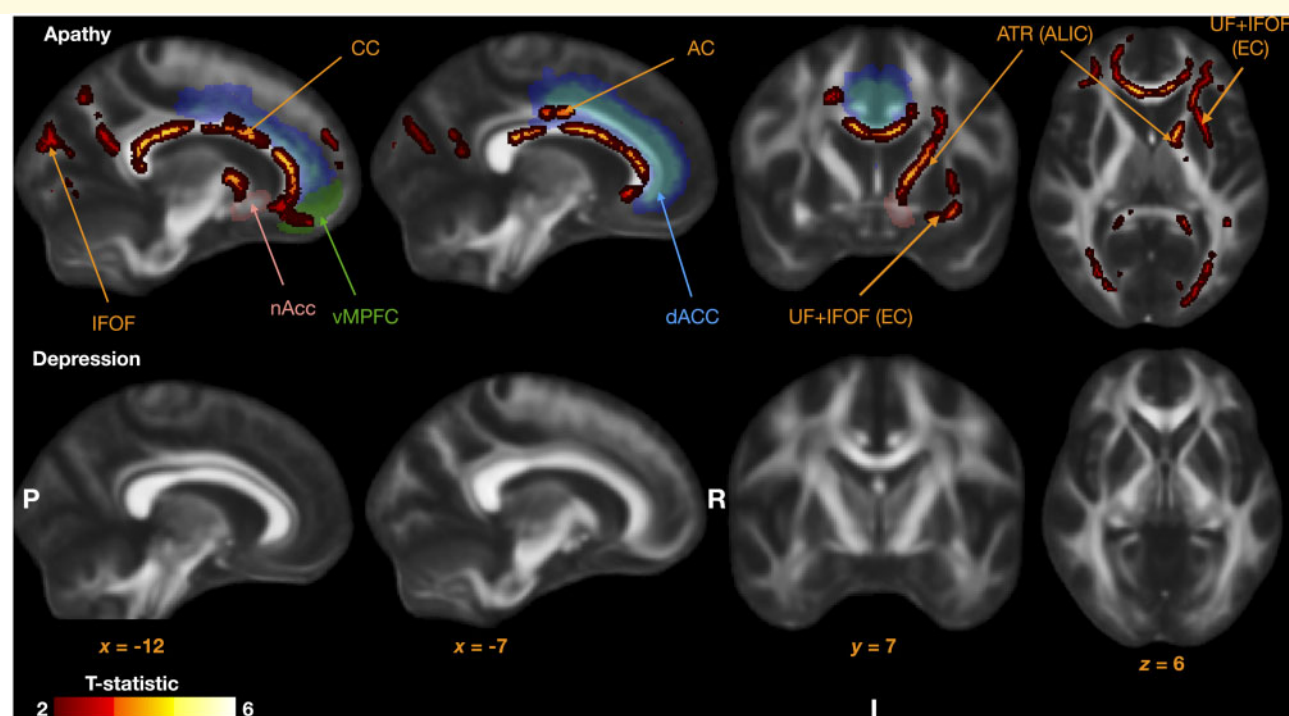 Apathy
CC
AC
ATR (ALIC)
UF+IFOF
(EC)
IFOF
nAcc
vMPFC
dACC
UF+IFOF (EC)
Depression
P
R
x = -12
x = -7
y = 7
z = 6
T-statistic
2
6